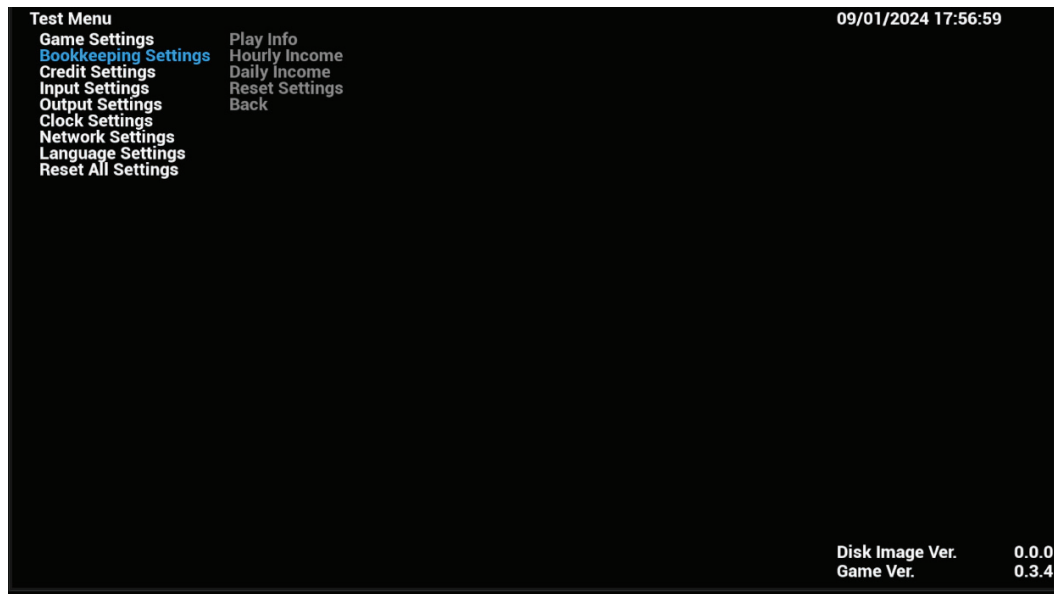 Test Menu 09/01/2024 17:56:59
Game Settings Play Info
Bookkeeping Settings Hourly Income
Credit Settings Daily Income
Input Settings Reset Settings
Output Settings Back
Clock Settings
Network Settings
Language Settings
Reset All Settings
Disk Image Ver. 0.0.0
Game Ver. 0.3.4